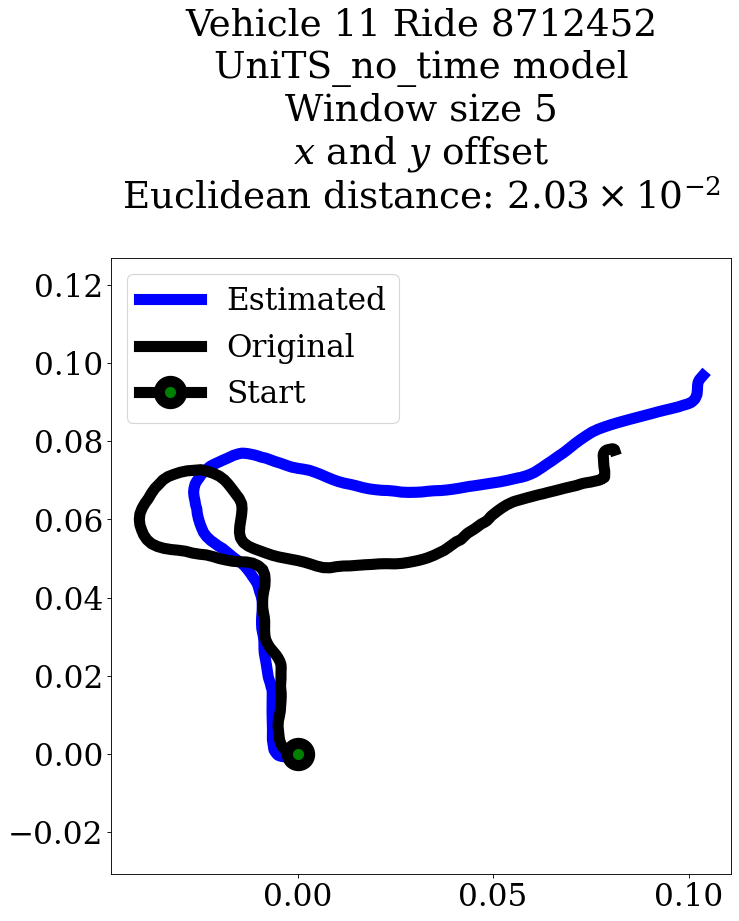 Vehicle 11 Ride 8712452
UniTS_no_time model
Window size 5
x and y offset
Euclidean distance: 2.03 × 10⁻²
Estimated
Original
Start
0.12
0.10
0.08
0.06
0.04
0.02
0.00
−0.02
0.00 0.05 0.10